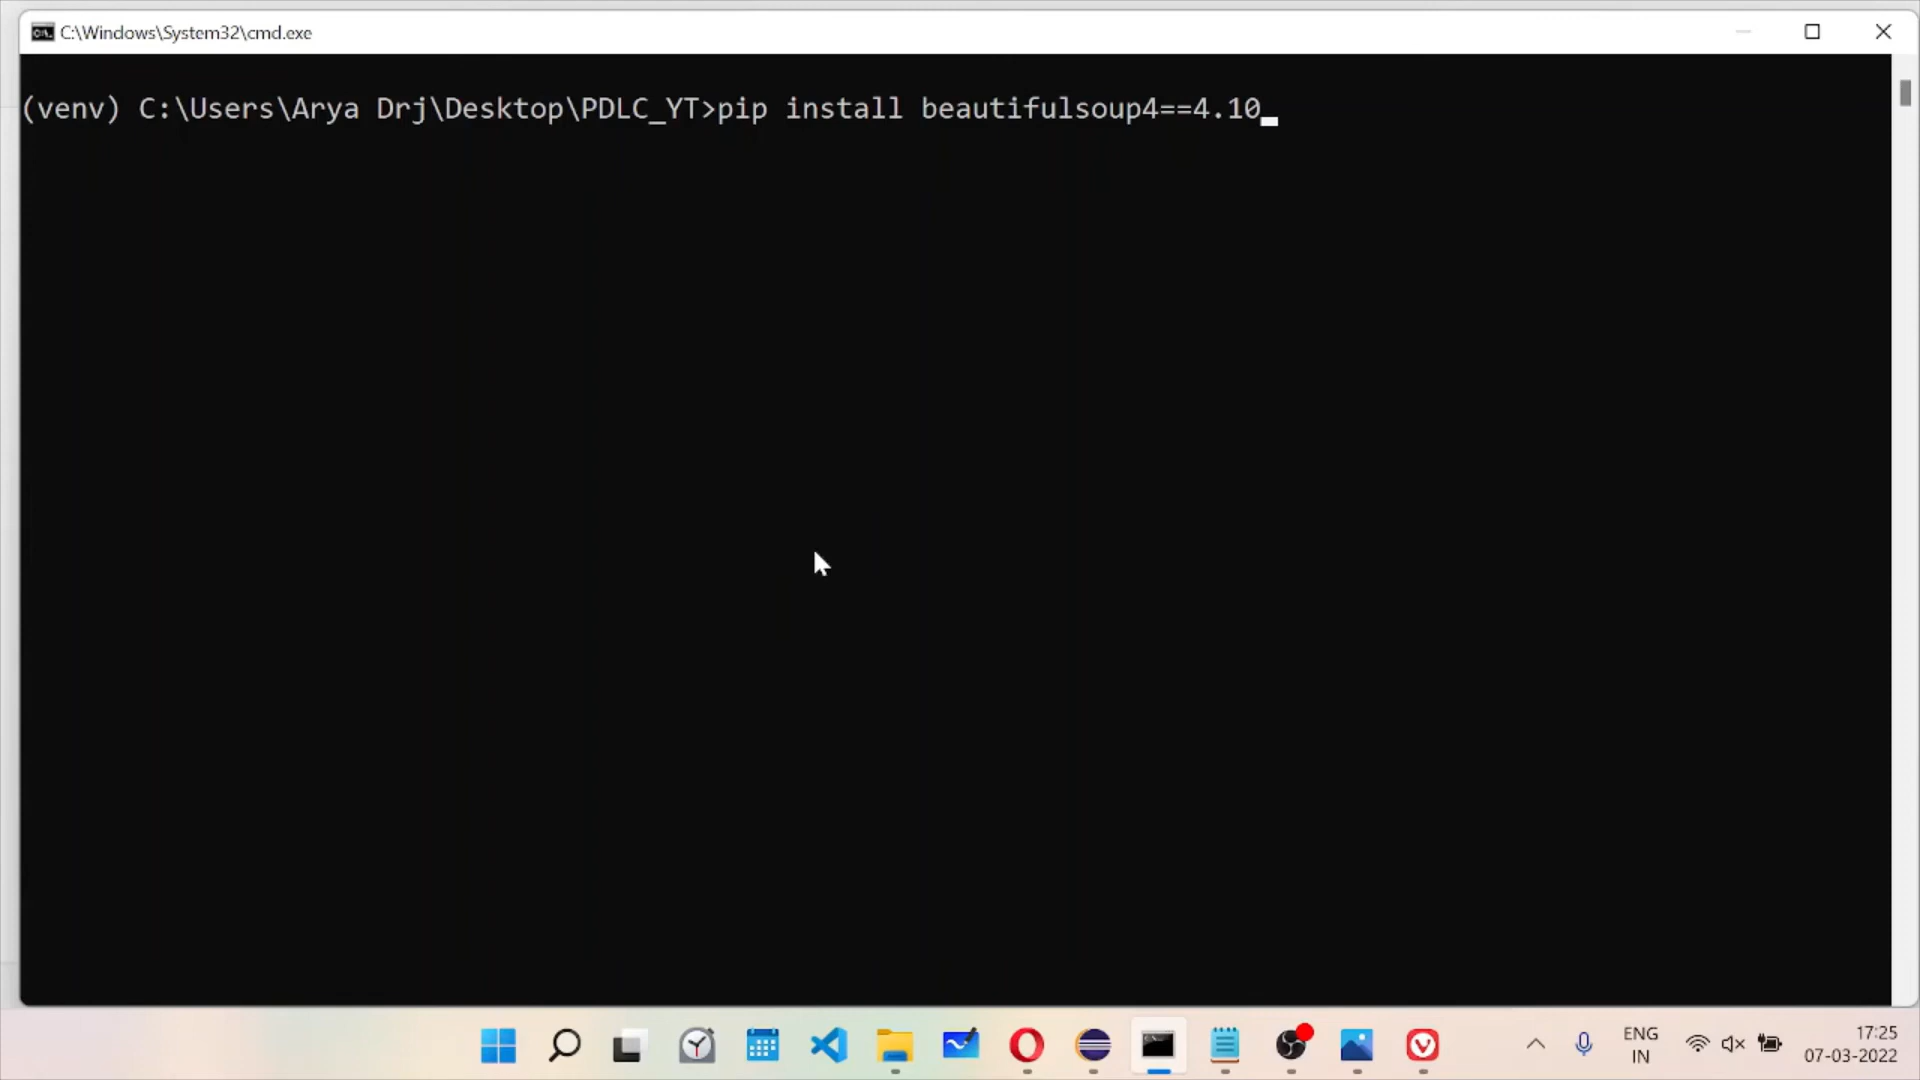 C:\Windows\System32\cmd.exe
(venv) C:\Users\Arya Drj\Desktop\PDLC_YT>pip install beautifulsoup4==4.10
ENG
IN
17:25
07-03-2022